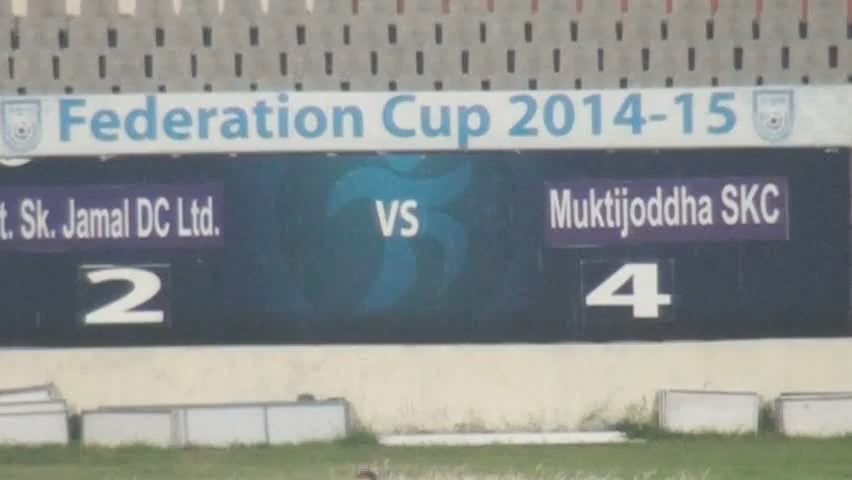 Federation Cup 2014-15
t. Sk. Jamal DC Ltd. VS Muktijoddha SKC
2 4